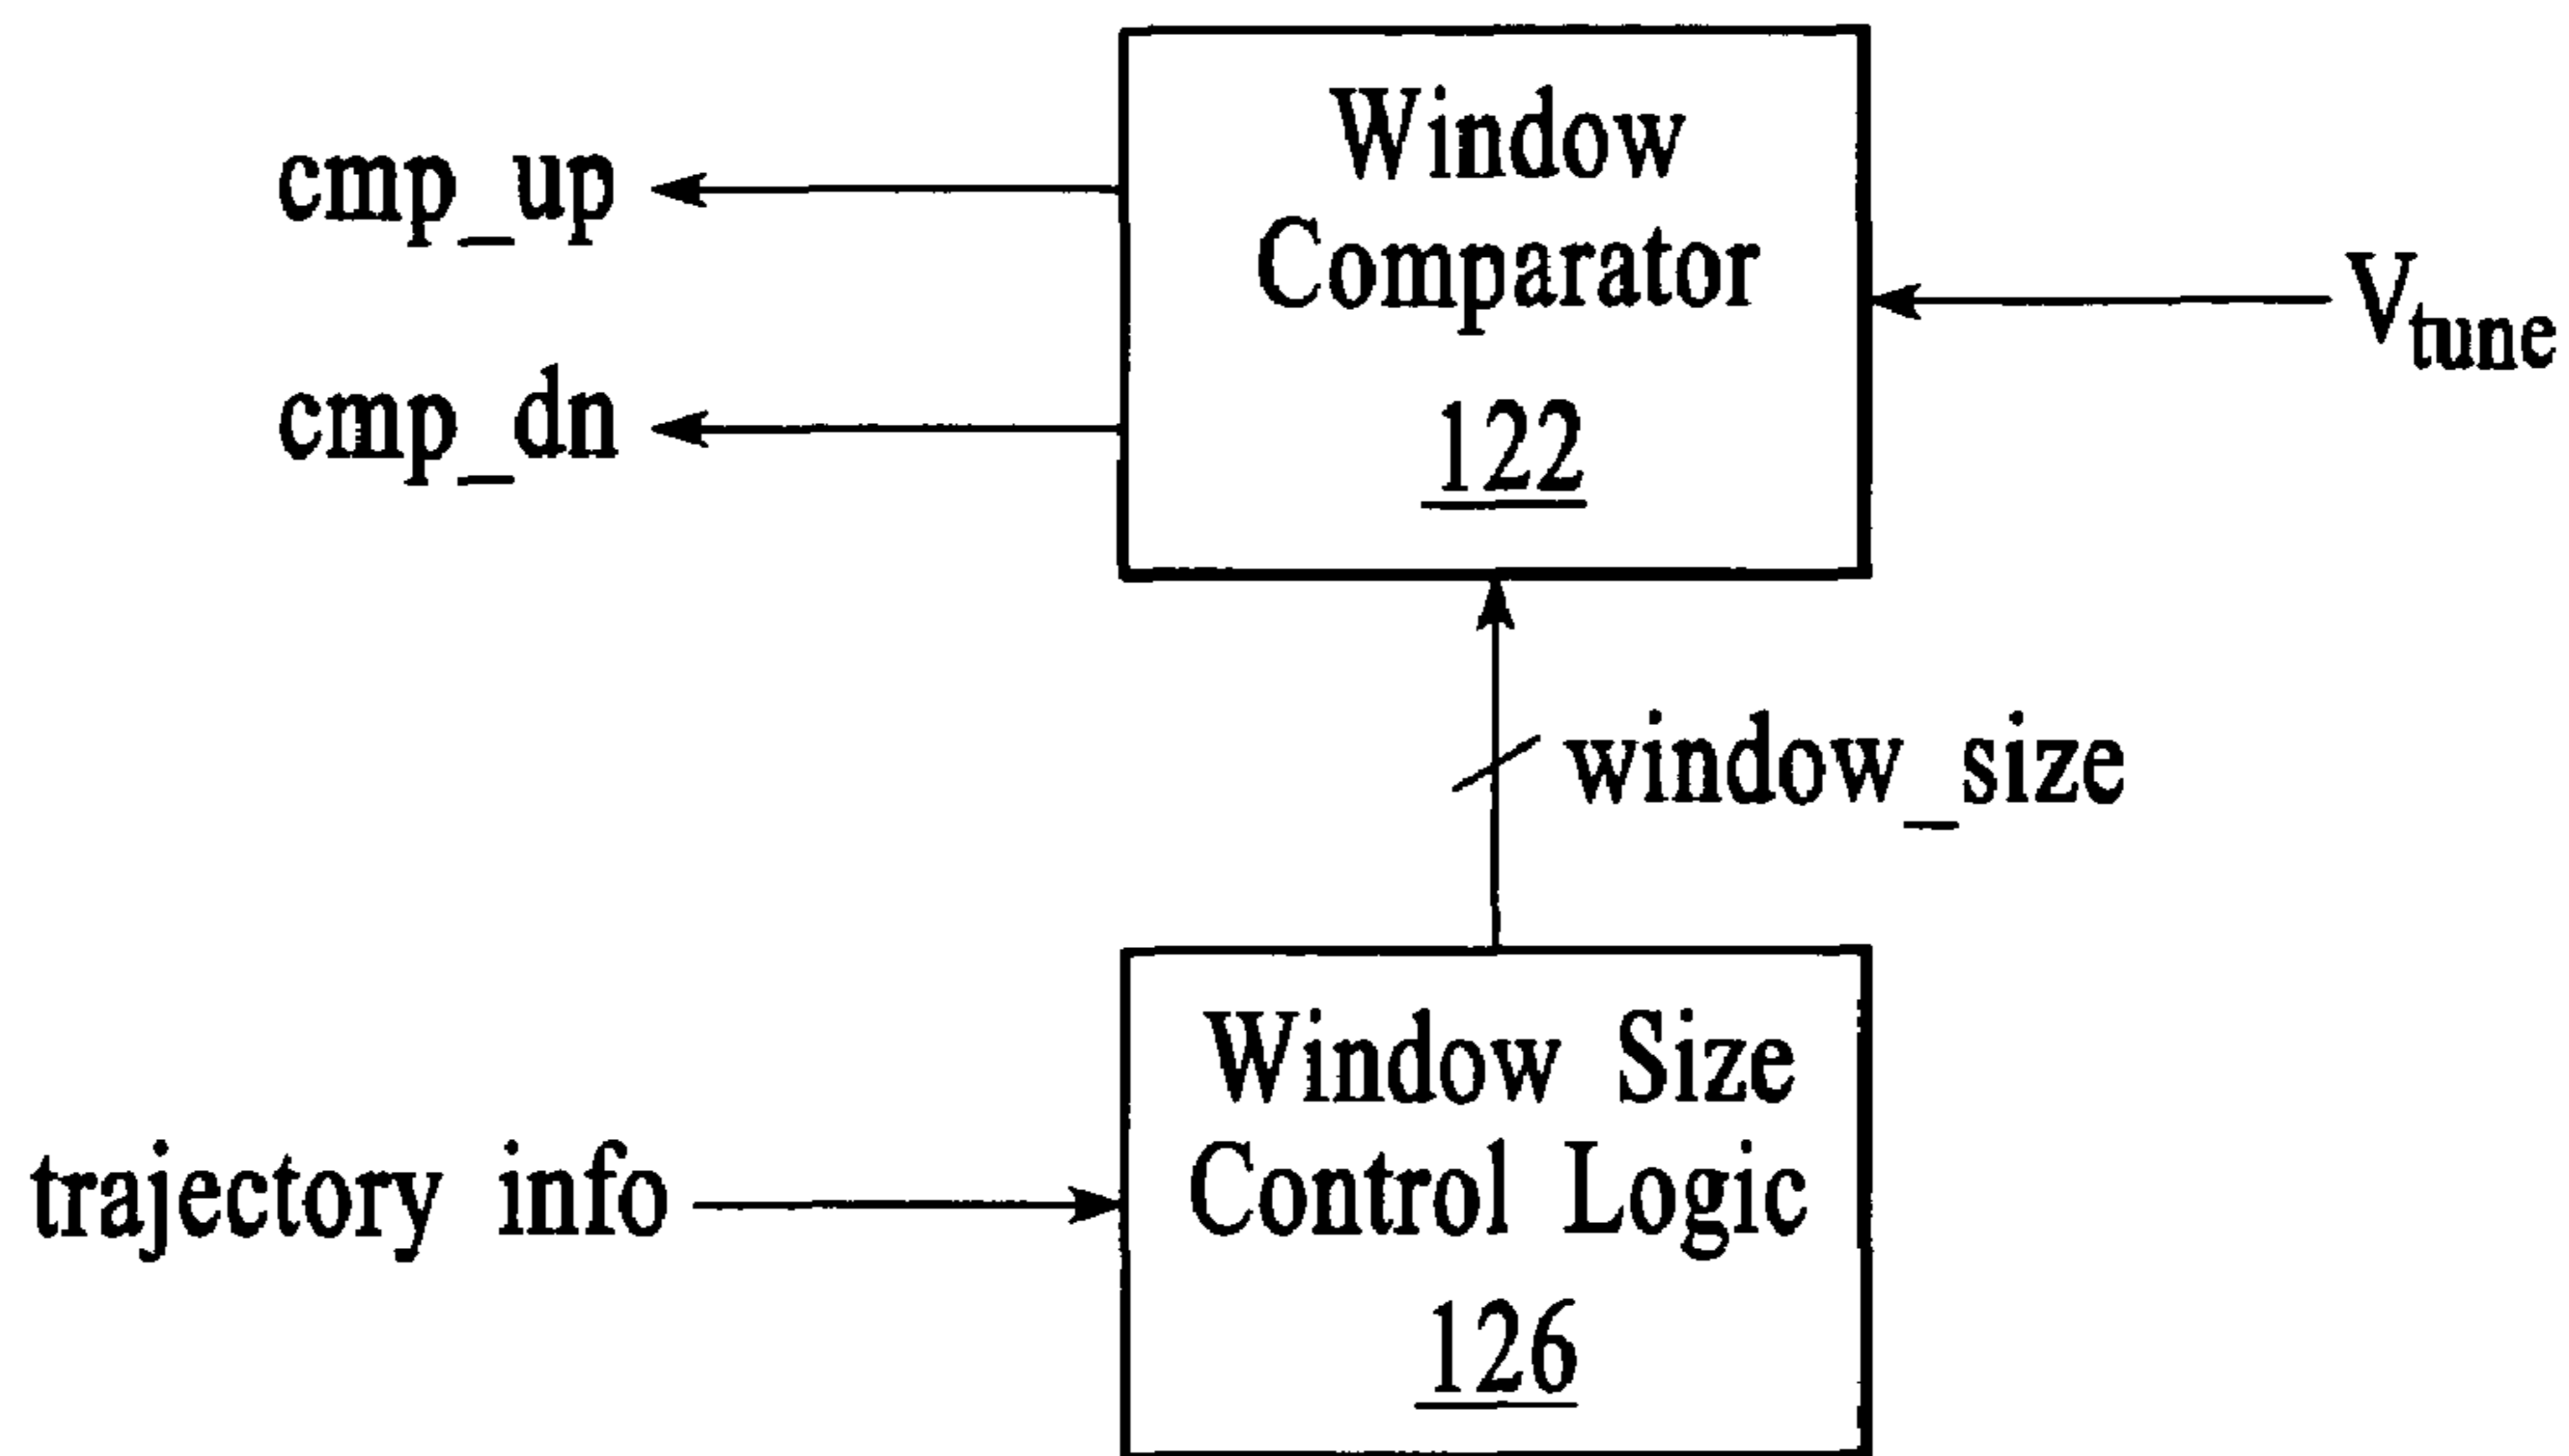 Window
Comparator
122
cmp_up
cmp_dn
V_tune
window_size
Window Size
Control Logic
126
trajectory info